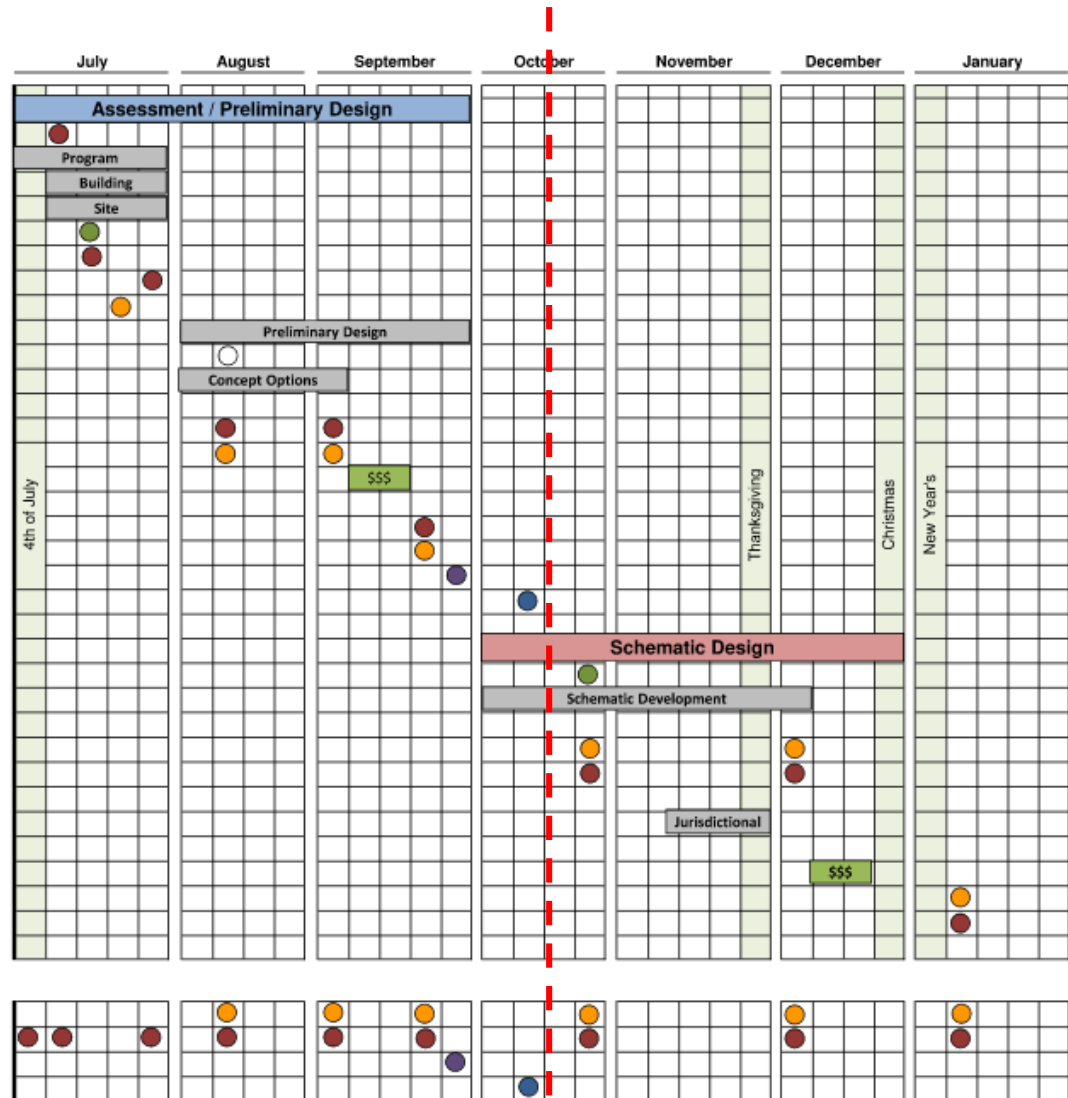 July August September October November December January
Assessment / Preliminary Design
Program
Building
Site
Preliminary Design
Concept Options
$$$
4th of July
Thanksgiving
Christmas
New Year's
Schematic Design
Schematic Development
Jurisdictional
$$$